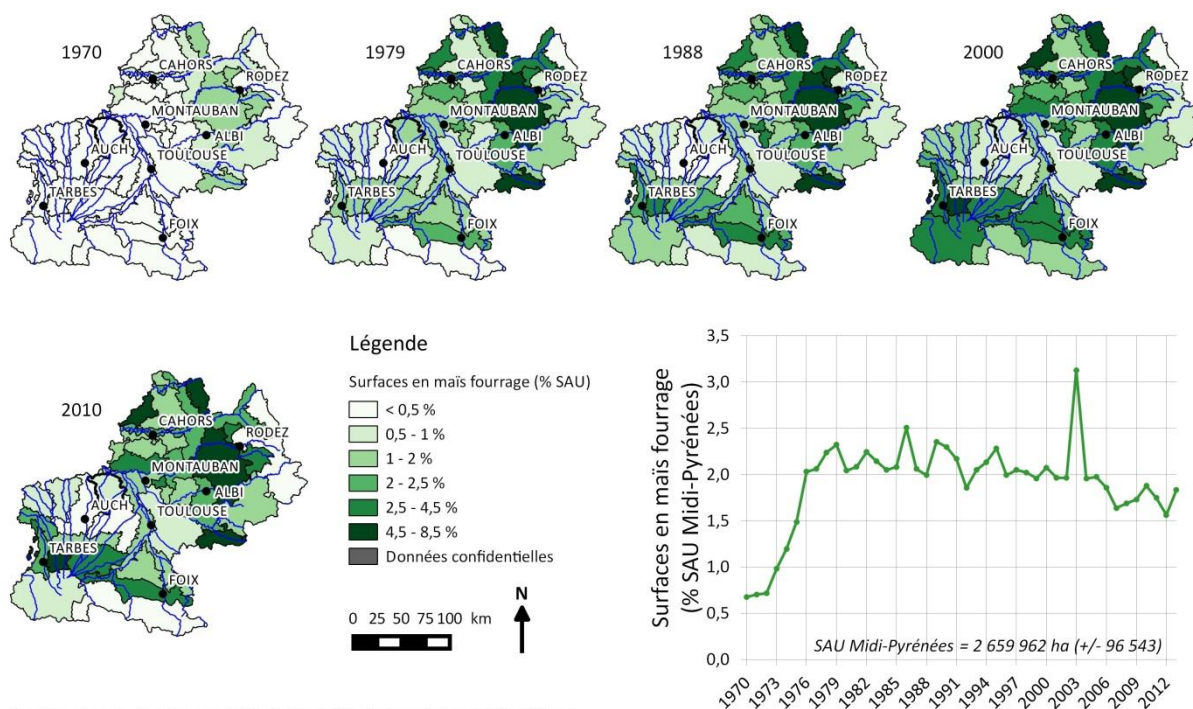 1970
CAHORS
RODEZ
MONTAUBAN
ALBI
AUCH
TOULOUSE
TARBES
FOIX
1979
CAHORS
RODEZ
MONTAUBAN
ALBI
AUCH
TOULOUSE
TARBES
FOIX
1988
CAHORS
RODEZ
MONTAUBAN
ALBI
AUCH
TOULOUSE
TARBES
FOIX
2000
CAHORS
RODEZ
MONTAUBAN
ALBI
AUCH
TOULOUSE
TARBES
FOIX
2010
CAHORS
RODEZ
MONTAUBAN
ALBI
AUCH
TOULOUSE
TARBES
FOIX
Légende
Surfaces en maïs fourrage (% SAU)
< 0,5 %
0,5 - 1 %
1 - 2 %
2 - 2,5 %
2,5 - 4,5 %
4,5 - 8,5 %
Données confidentielles
0 25 50 75 100 km
N
Surfaces en maïs fourrage
(% SAU Midi-Pyrénées)
3,5
3,0
2,5
2,0
1,5
1,0
0,5
0,0
SAU Midi-Pyrénées = 2 659 962 ha (+/- 96 543)
1970 1973 1976 1979 1982 1985 1988 1991 1994 1997 2000 2003 2006 2009 2012